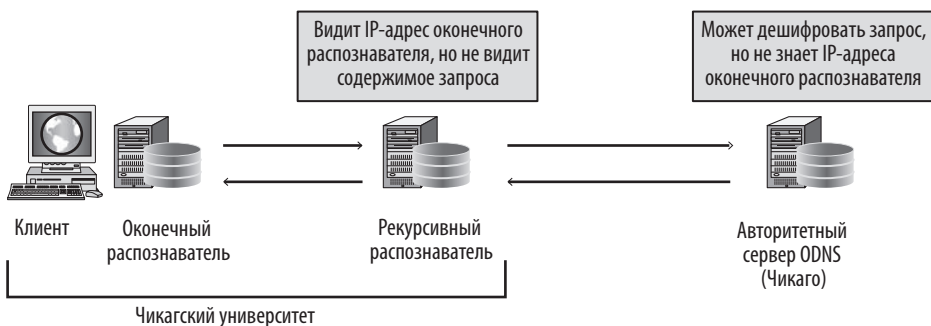 Видит IP-адрес оконечного
распознавателя, но не видит
содержимое запроса
Может дешифровать запрос,
но не знает IP-адреса
оконечного распознавателя
Клиент
Оконечный
распознаватель
Рекурсивный
распознаватель
Авторитетный
сервер ODNS
(Чикаго)
Чикагский университет